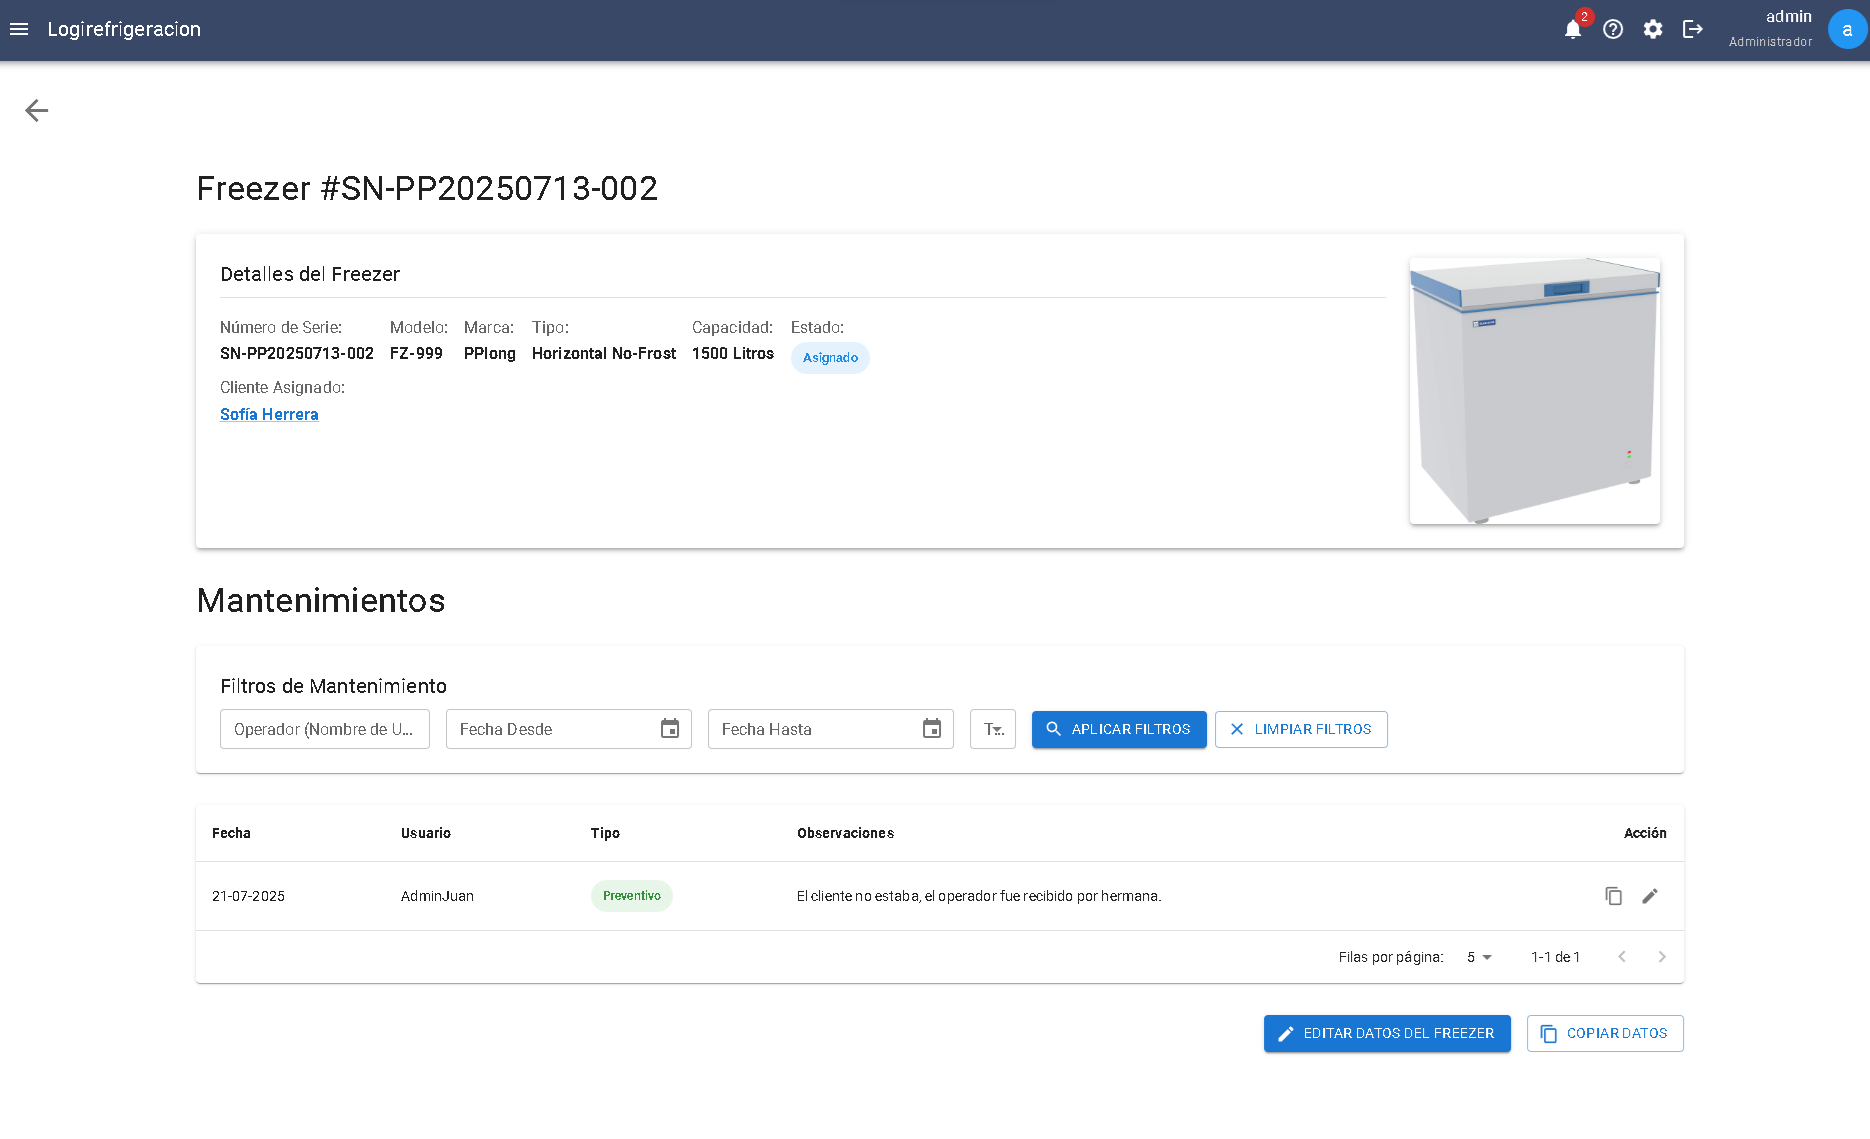 Logirefrigeracion
2
admin
Administrador
a
Freezer #SN-PP20250713-002
Detalles del Freezer
Número de Serie: Modelo: Marca: Tipo: Capacidad: Estado:
SN-PP20250713-002 FZ-999 PPlong Horizontal No-Frost 1500 Litros Asignado
Cliente Asignado:
Sofía Herrera
Mantenimientos
Filtros de Mantenimiento
Operador (Nombre de U... Fecha Desde Fecha Hasta T... APLICAR FILTROS LIMPIAR FILTROS
Fecha Usuario Tipo Observaciones Acción
21-07-2025 AdminJuan Preventivo El cliente no estaba, el operador fue recibido por hermana.
Filas por página: 5 1-1 de 1
EDITAR DATOS DEL FREEZER COPIAR DATOS